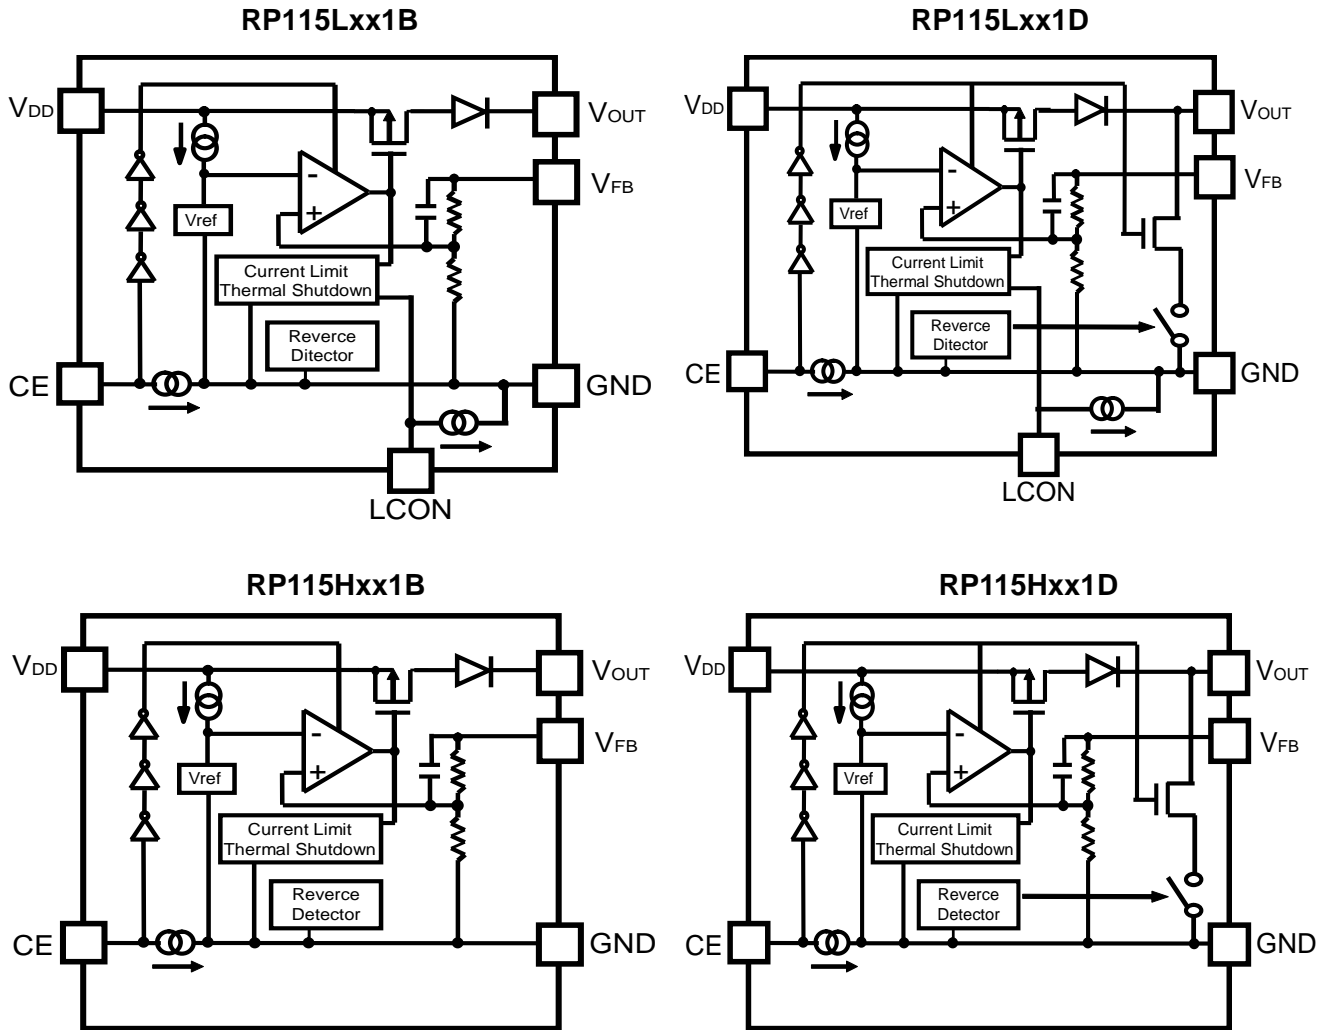 RP115Lxx1B
VDD
VOUT
VFB
-
+
Vref
Current Limit
Thermal Shutdown
Reverce
Ditector
CE
GND
LCON
RP115Lxx1D
VDD
VOUT
VFB
-
+
Vref
Current Limit
Thermal Shutdown
Reverce
Ditector
CE
GND
LCON
RP115Hxx1B
VDD
VOUT
VFB
-
+
Vref
Current Limit
Thermal Shutdown
Reverce
Detector
CE
GND
RP115Hxx1D
VDD
VOUT
VFB
-
+
Vref
Current Limit
Thermal Shutdown
Reverce
Detector
CE
GND